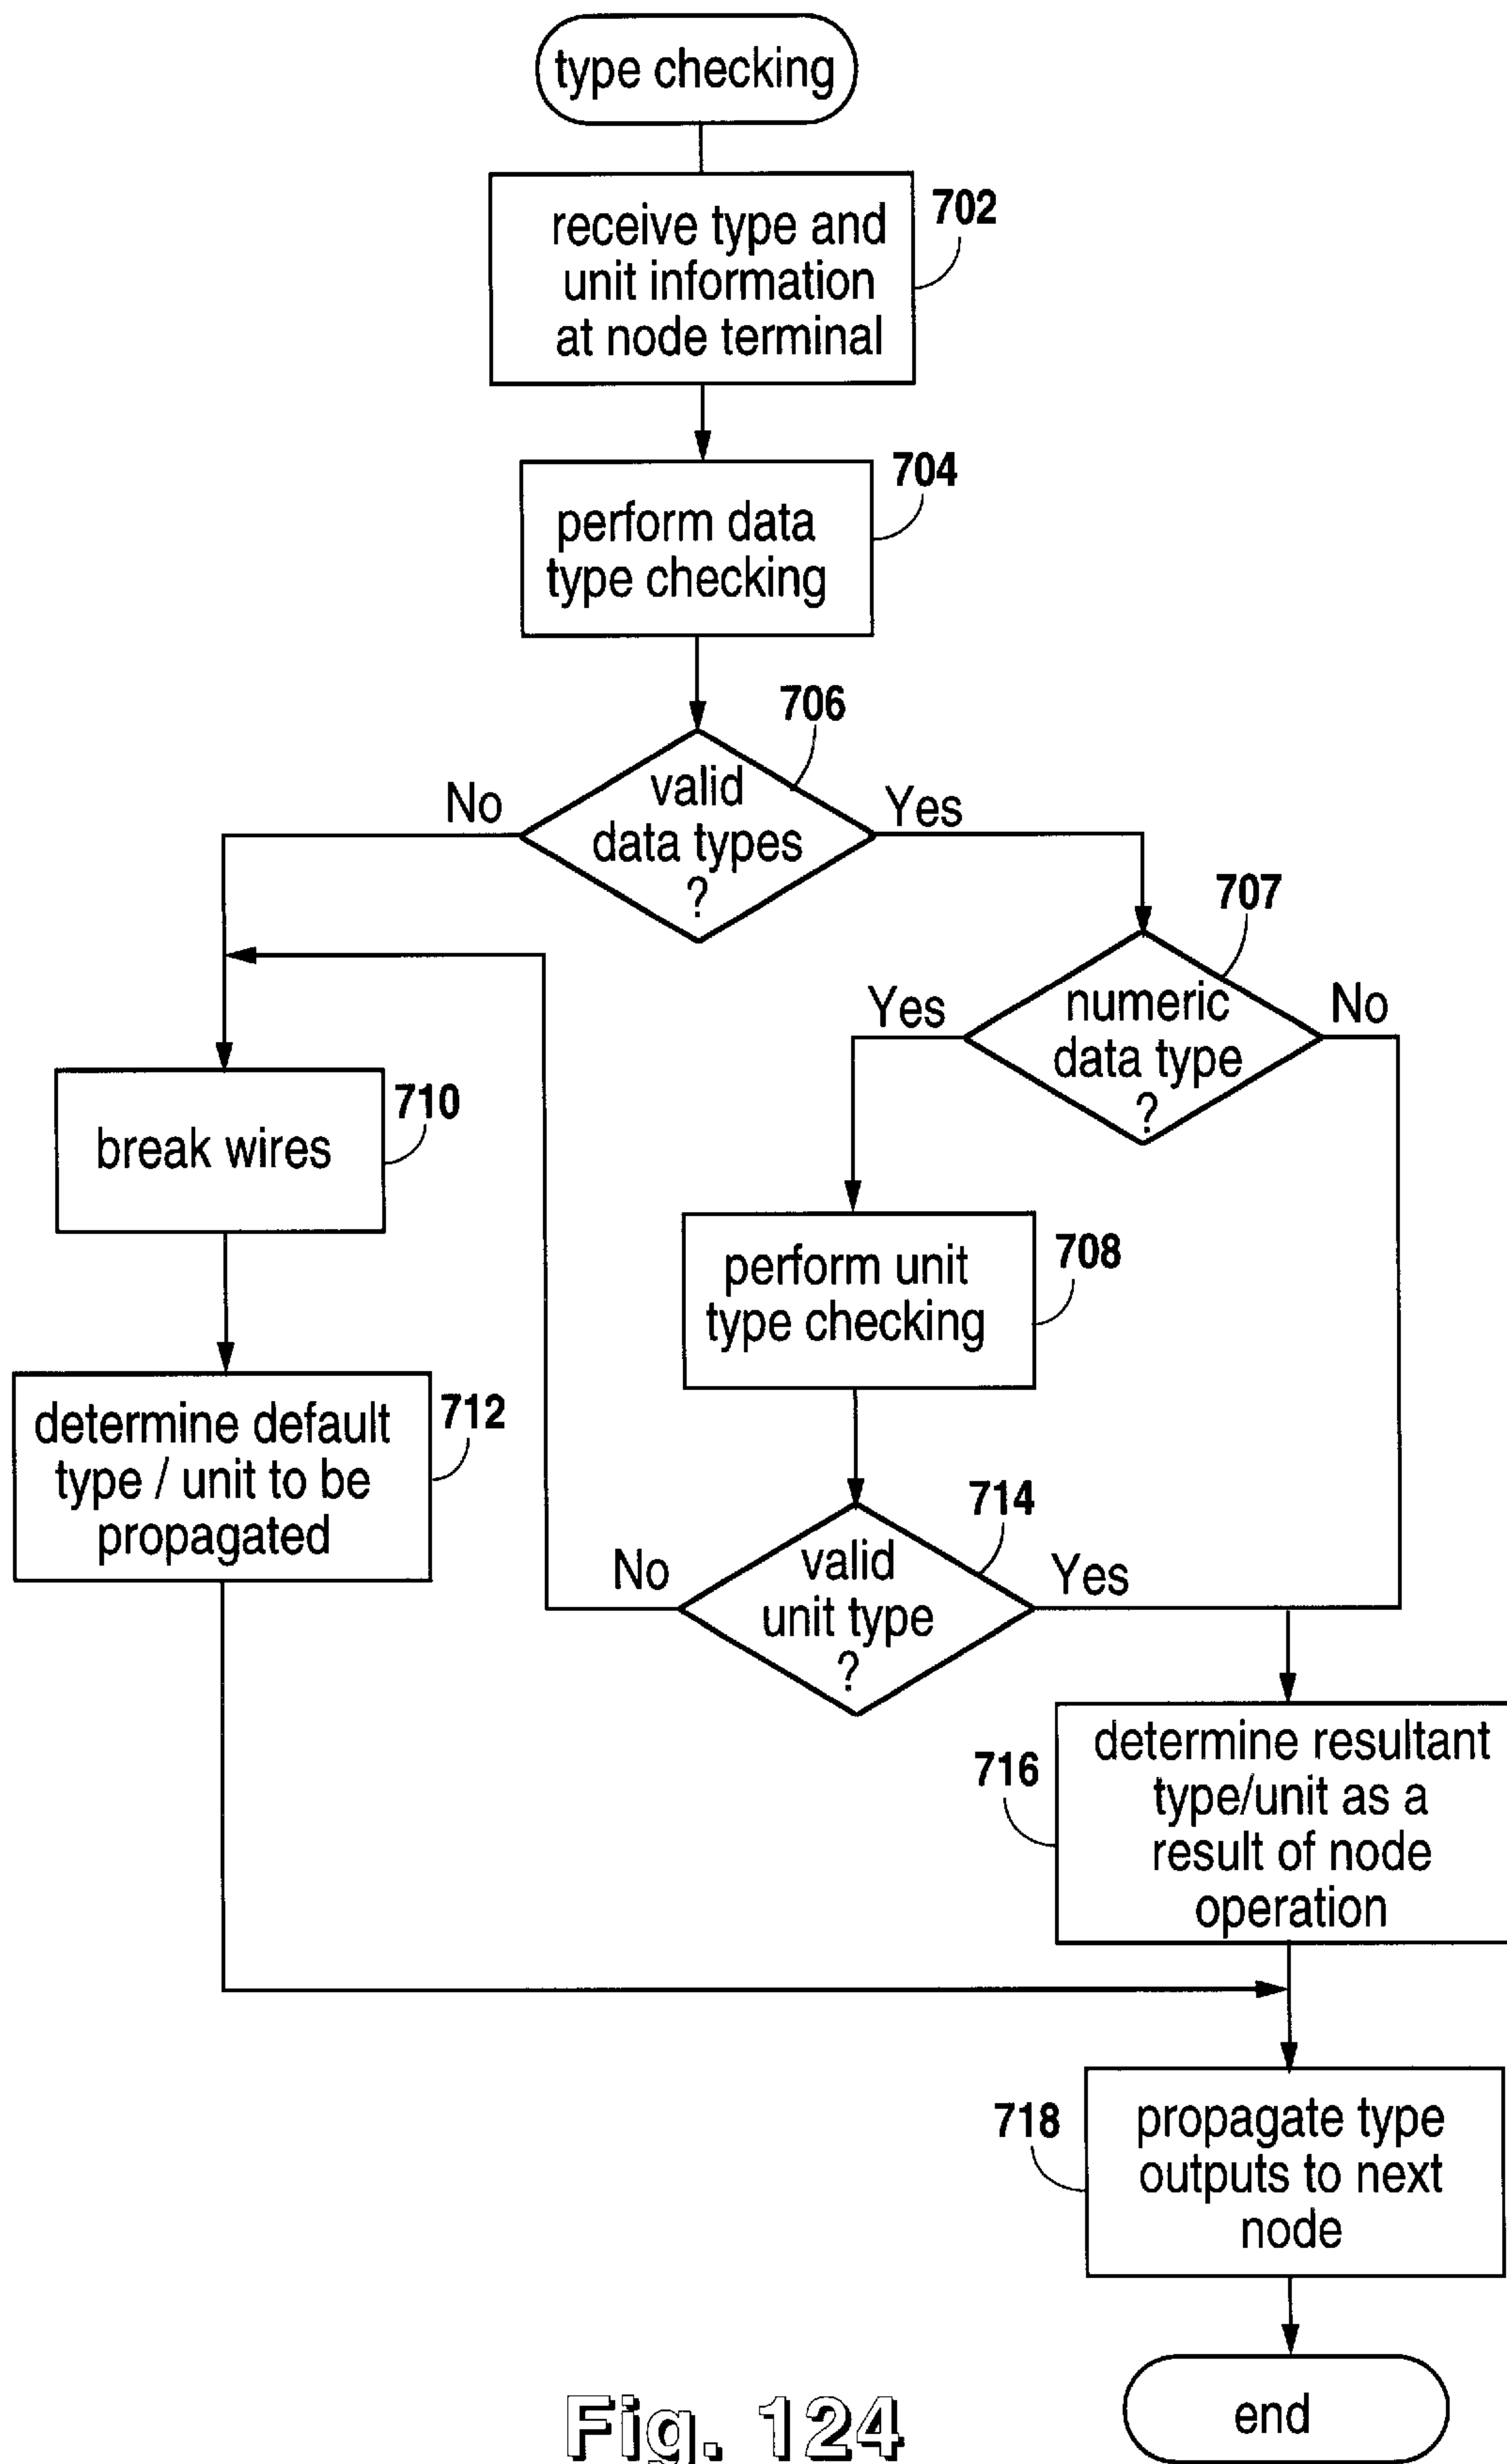 type checking
702
receive type and
unit information
at node terminal
704
perform data
type checking
706
No
valid
data types
?
Yes
707
Yes
numeric
data type
?
No
710
break wires
708
perform unit
type checking
712
determine default
type / unit to be
propagated
714
No
valid
unit type
?
Yes
716
determine resultant
type/unit as a
result of node
operation
718
propagate type
outputs to next
node
end
Fig. 124